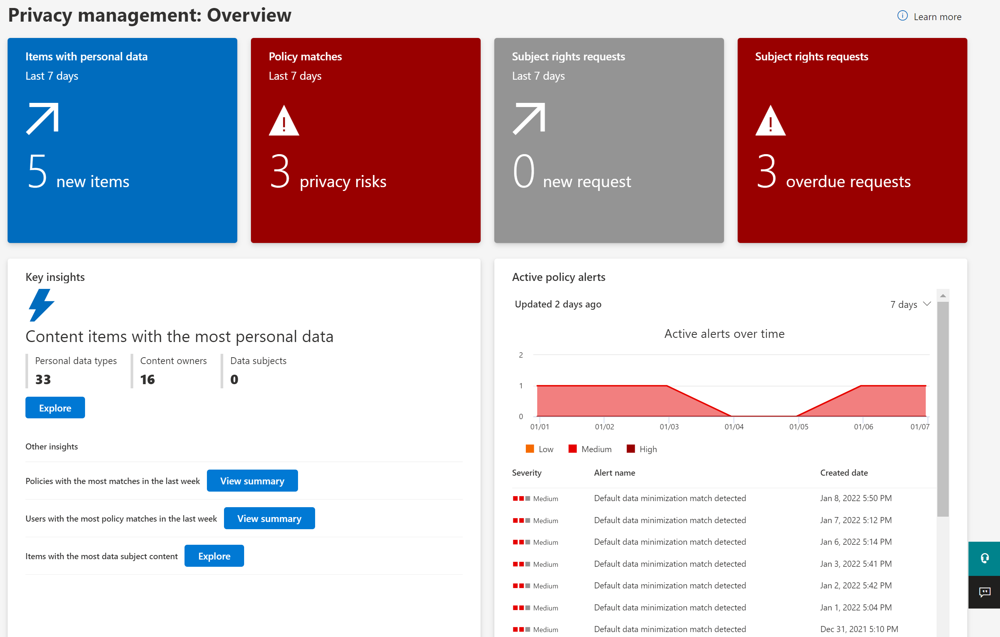 Privacy management: Overview
Learn more
Items with personal data
Last 7 days
5 new items
Policy matches
Last 7 days
3 privacy risks
Subject rights requests
Last 7 days
0 new request
Subject rights requests
3 overdue requests
Key insights
Content items with the most personal data
Personal data types Content owners Data subjects
33 16 0
Explore
Other insights
Policies with the most matches in the last week View summary
Users with the most policy matches in the last week View summary
Items with the most data subject content Explore
Active policy alerts
Updated 2 days ago 7 days
Active alerts over time
2
1
0
01/01 01/02 01/03 01/04 01/05 01/06 01/07
Low Medium High
Severity Alert name Created date
Medium Default data minimization match detected Jan 8, 2022 5:50 PM
Medium Default data minimization match detected Jan 7, 2022 5:12 PM
Medium Default data minimization match detected Jan 6, 2022 5:14 PM
Medium Default data minimization match detected Jan 3, 2022 5:41 PM
Medium Default data minimization match detected Jan 2, 2022 5:42 PM
Medium Default data minimization match detected Jan 1, 2022 5:04 PM
Medium Default data minimization match detected Dec 31, 2021 5:10 PM